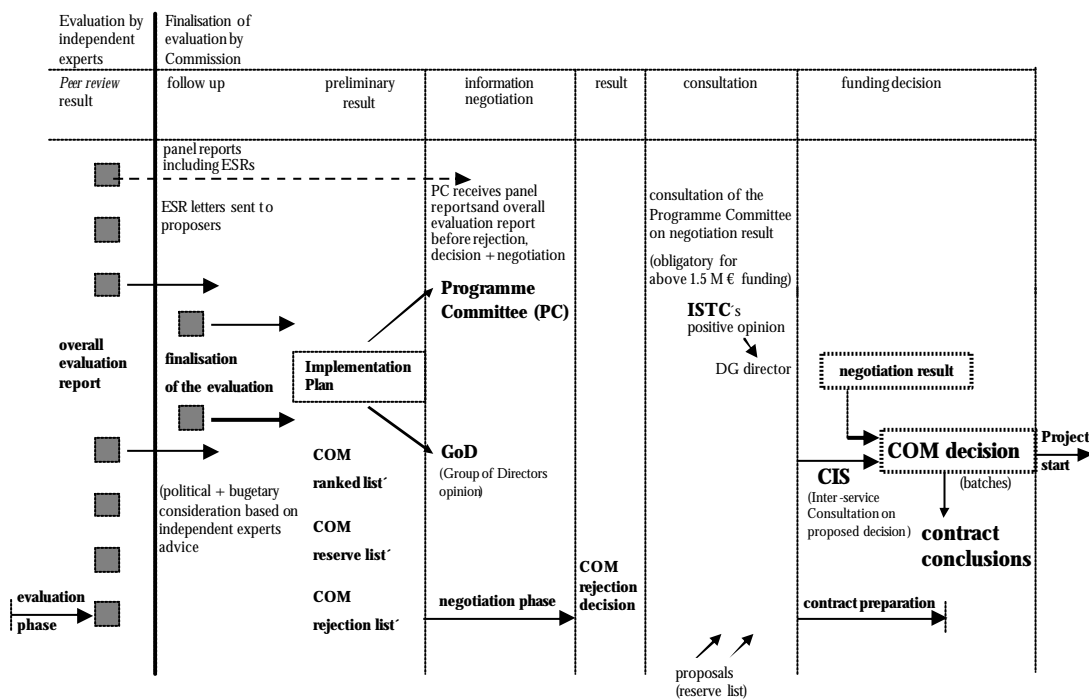 Evaluation by
independent
experts
Finalisation of
evaluation by
Commission
Peer review
result
follow up
preliminary
result
information
negotiation
result
consultation
funding decision
panel reports
including ESRs
ESR letters sent to
proposers
PC receives panel
reportsand overall
evaluation report
before rejection,
decision + negotiation
Programme
Committee (PC)
consultation of the
Programme Committee
on negotiation result
(obligatory for
above 1.5 M € funding)
ISTC´s
positive opinion
DG director
overall
evaluation
report
finalisation
of the evaluation
Implementation
Plan
negotiation result
GoD
(Group of Directors
opinion)
COM
ranked list´
COM
reserve list´
COM
rejection list´
(political + bugetary
consideration based on
independent experts
advice
COM decision
(batches)
Project
start
CIS
(Inter -service
Consultation on
proposed decision)
contract
conclusions
COM
rejection
decision
evaluation
phase
negotiation phase
contract preparation
proposals
(reserve list)